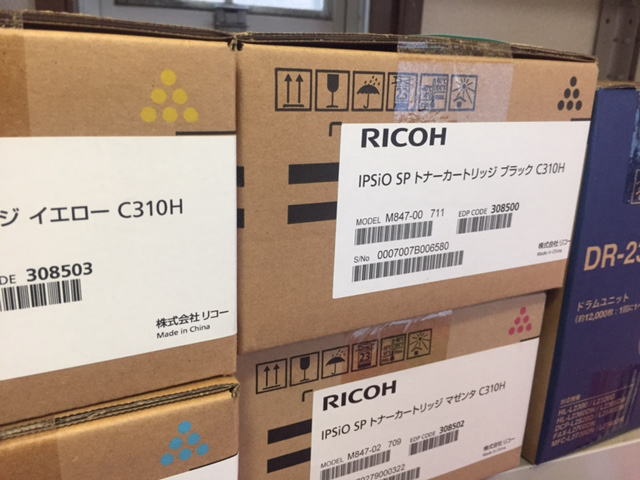 ジ イエロー C310H
DE 308503
株式会社 リコー
Made in China
RICOH
IPSiO SP トナーカートリッジ ブラック C310H
MODEL M847-00 711 EDP CODE 308500
S/No 0007007B006580
株式会社 リコー
Made in China
RICOH
IPSiO SP トナーカートリッジ マゼンタ C310H
MODEL M847-02 709 EDP CODE 308502
00279000322
DR-23
ドラムユニット